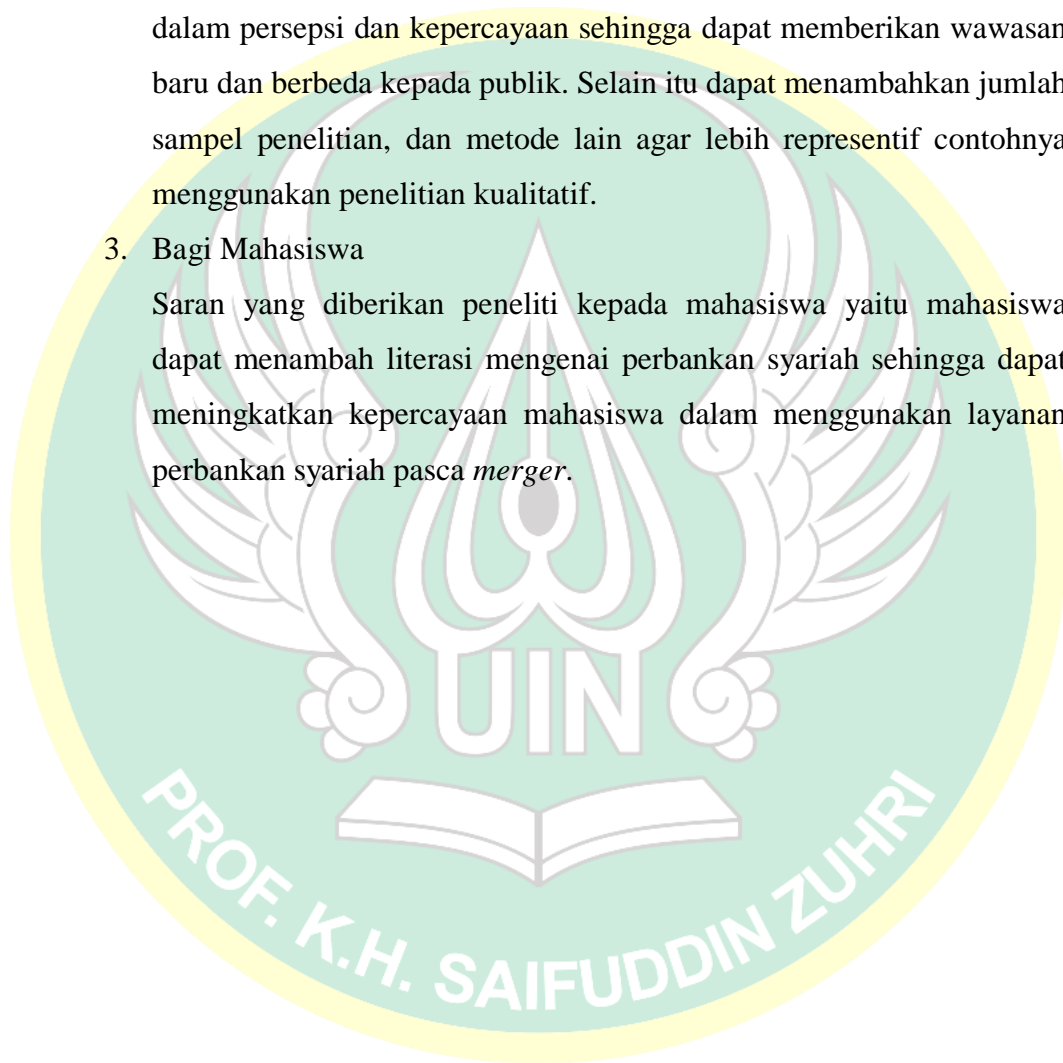 dalam persepsi dan kepercayaan sehingga dapat memberikan wawasan
baru dan berbeda kepada publik. Selain itu dapat menambahkan jumlah
sampel penelitian, dan metode lain agar lebih representif contohnya
menggunakan penelitian kualitatif.
3. Bagi Mahasiswa
Saran yang diberikan peneliti kepada mahasiswa yaitu mahasiswa
dapat menambah literasi mengenai perbankan syariah sehingga dapat
meningkatkan kepercayaan mahasiswa dalam menggunakan layanan
perbankan syariah pasca merger.
UIN
PROF. K.H. SAIFUDDIN ZUHRI